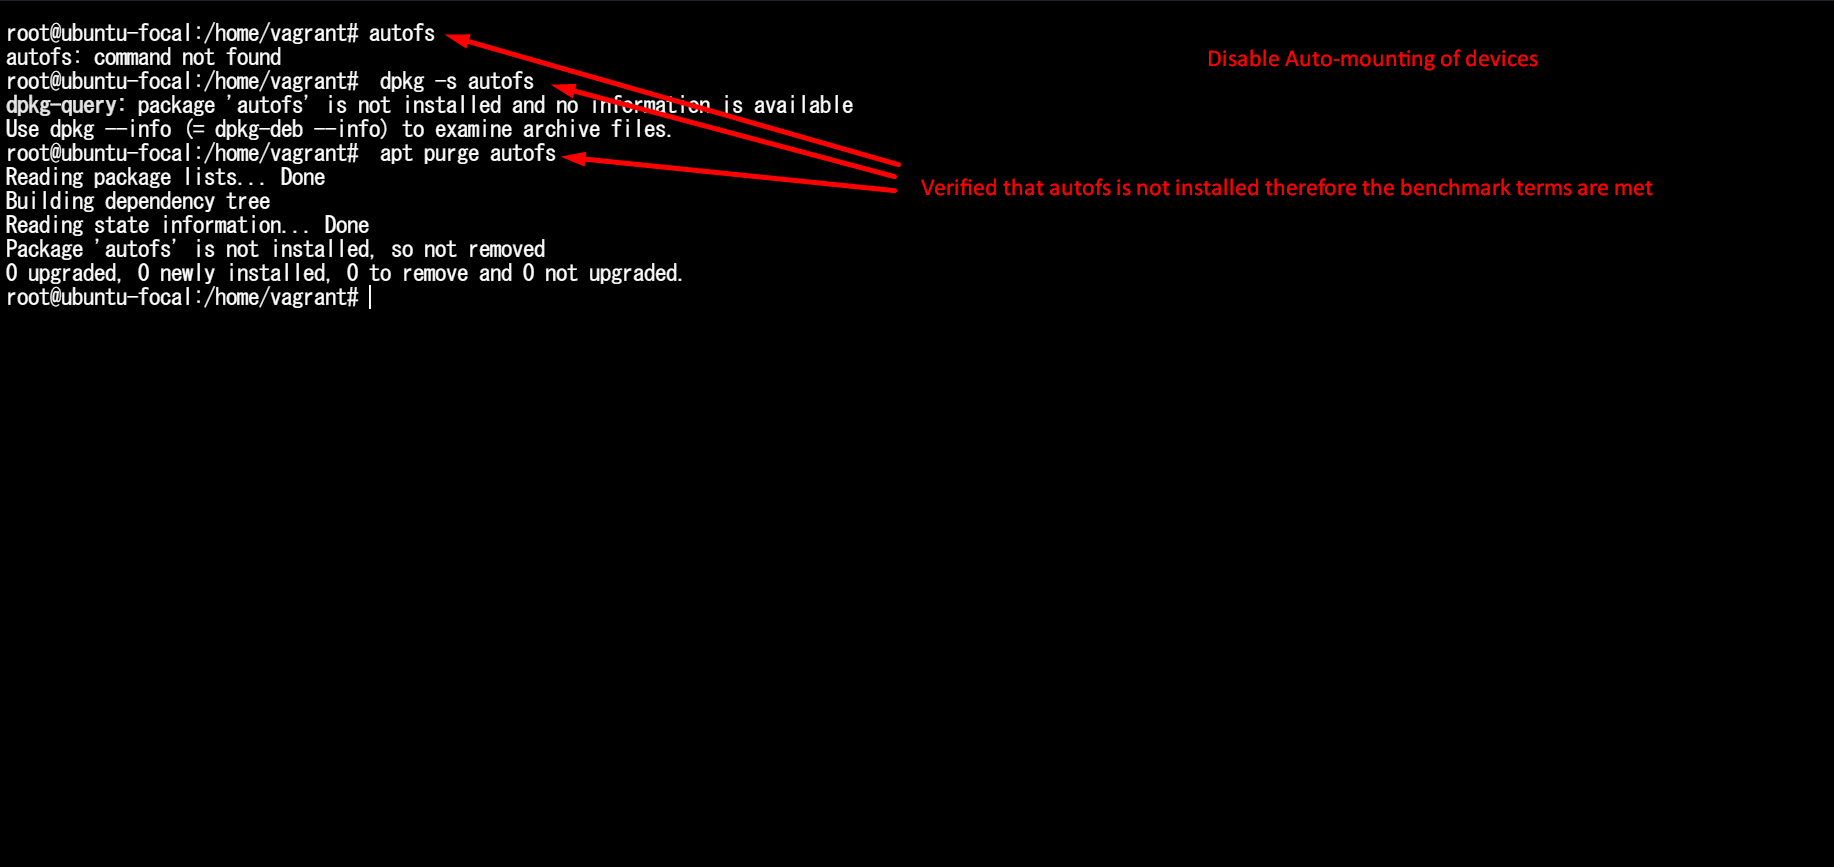 root@ubuntu-focal:/home/vagrant# autofs
autofs: command not found
Disable Auto-mounting of devices
root@ubuntu-focal:/home/vagrant#  dpkg -s autofs
dpkg-query: package 'autofs' is not installed and no information is available
Use dpkg --info (= dpkg-deb --info) to examine archive files.
root@ubuntu-focal:/home/vagrant#  apt purge autofs
Reading package lists... Done
Verified that autofs is not installed therefore the benchmark terms are met
Building dependency tree
Reading state information... Done
Package 'autofs' is not installed, so not removed
0 upgraded, 0 newly installed, 0 to remove and 0 not upgraded.
root@ubuntu-focal:/home/vagrant#